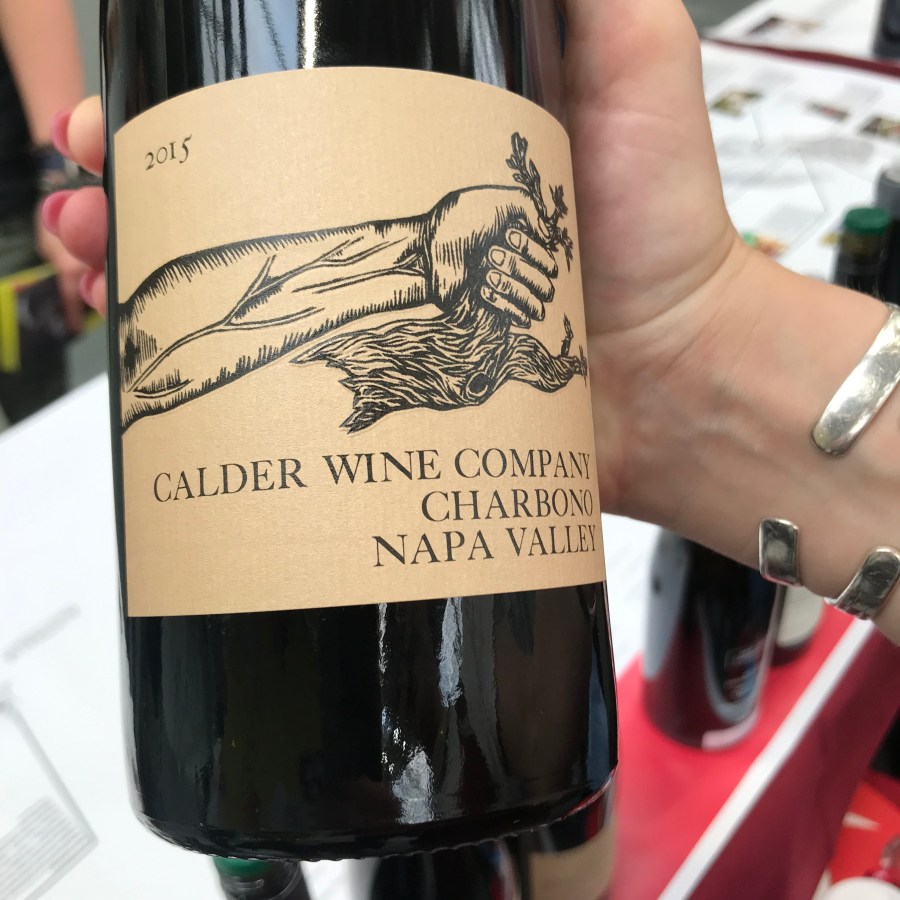 2015
CALDER WINE COMPANY
CHARBONO
NAPA VALLEY